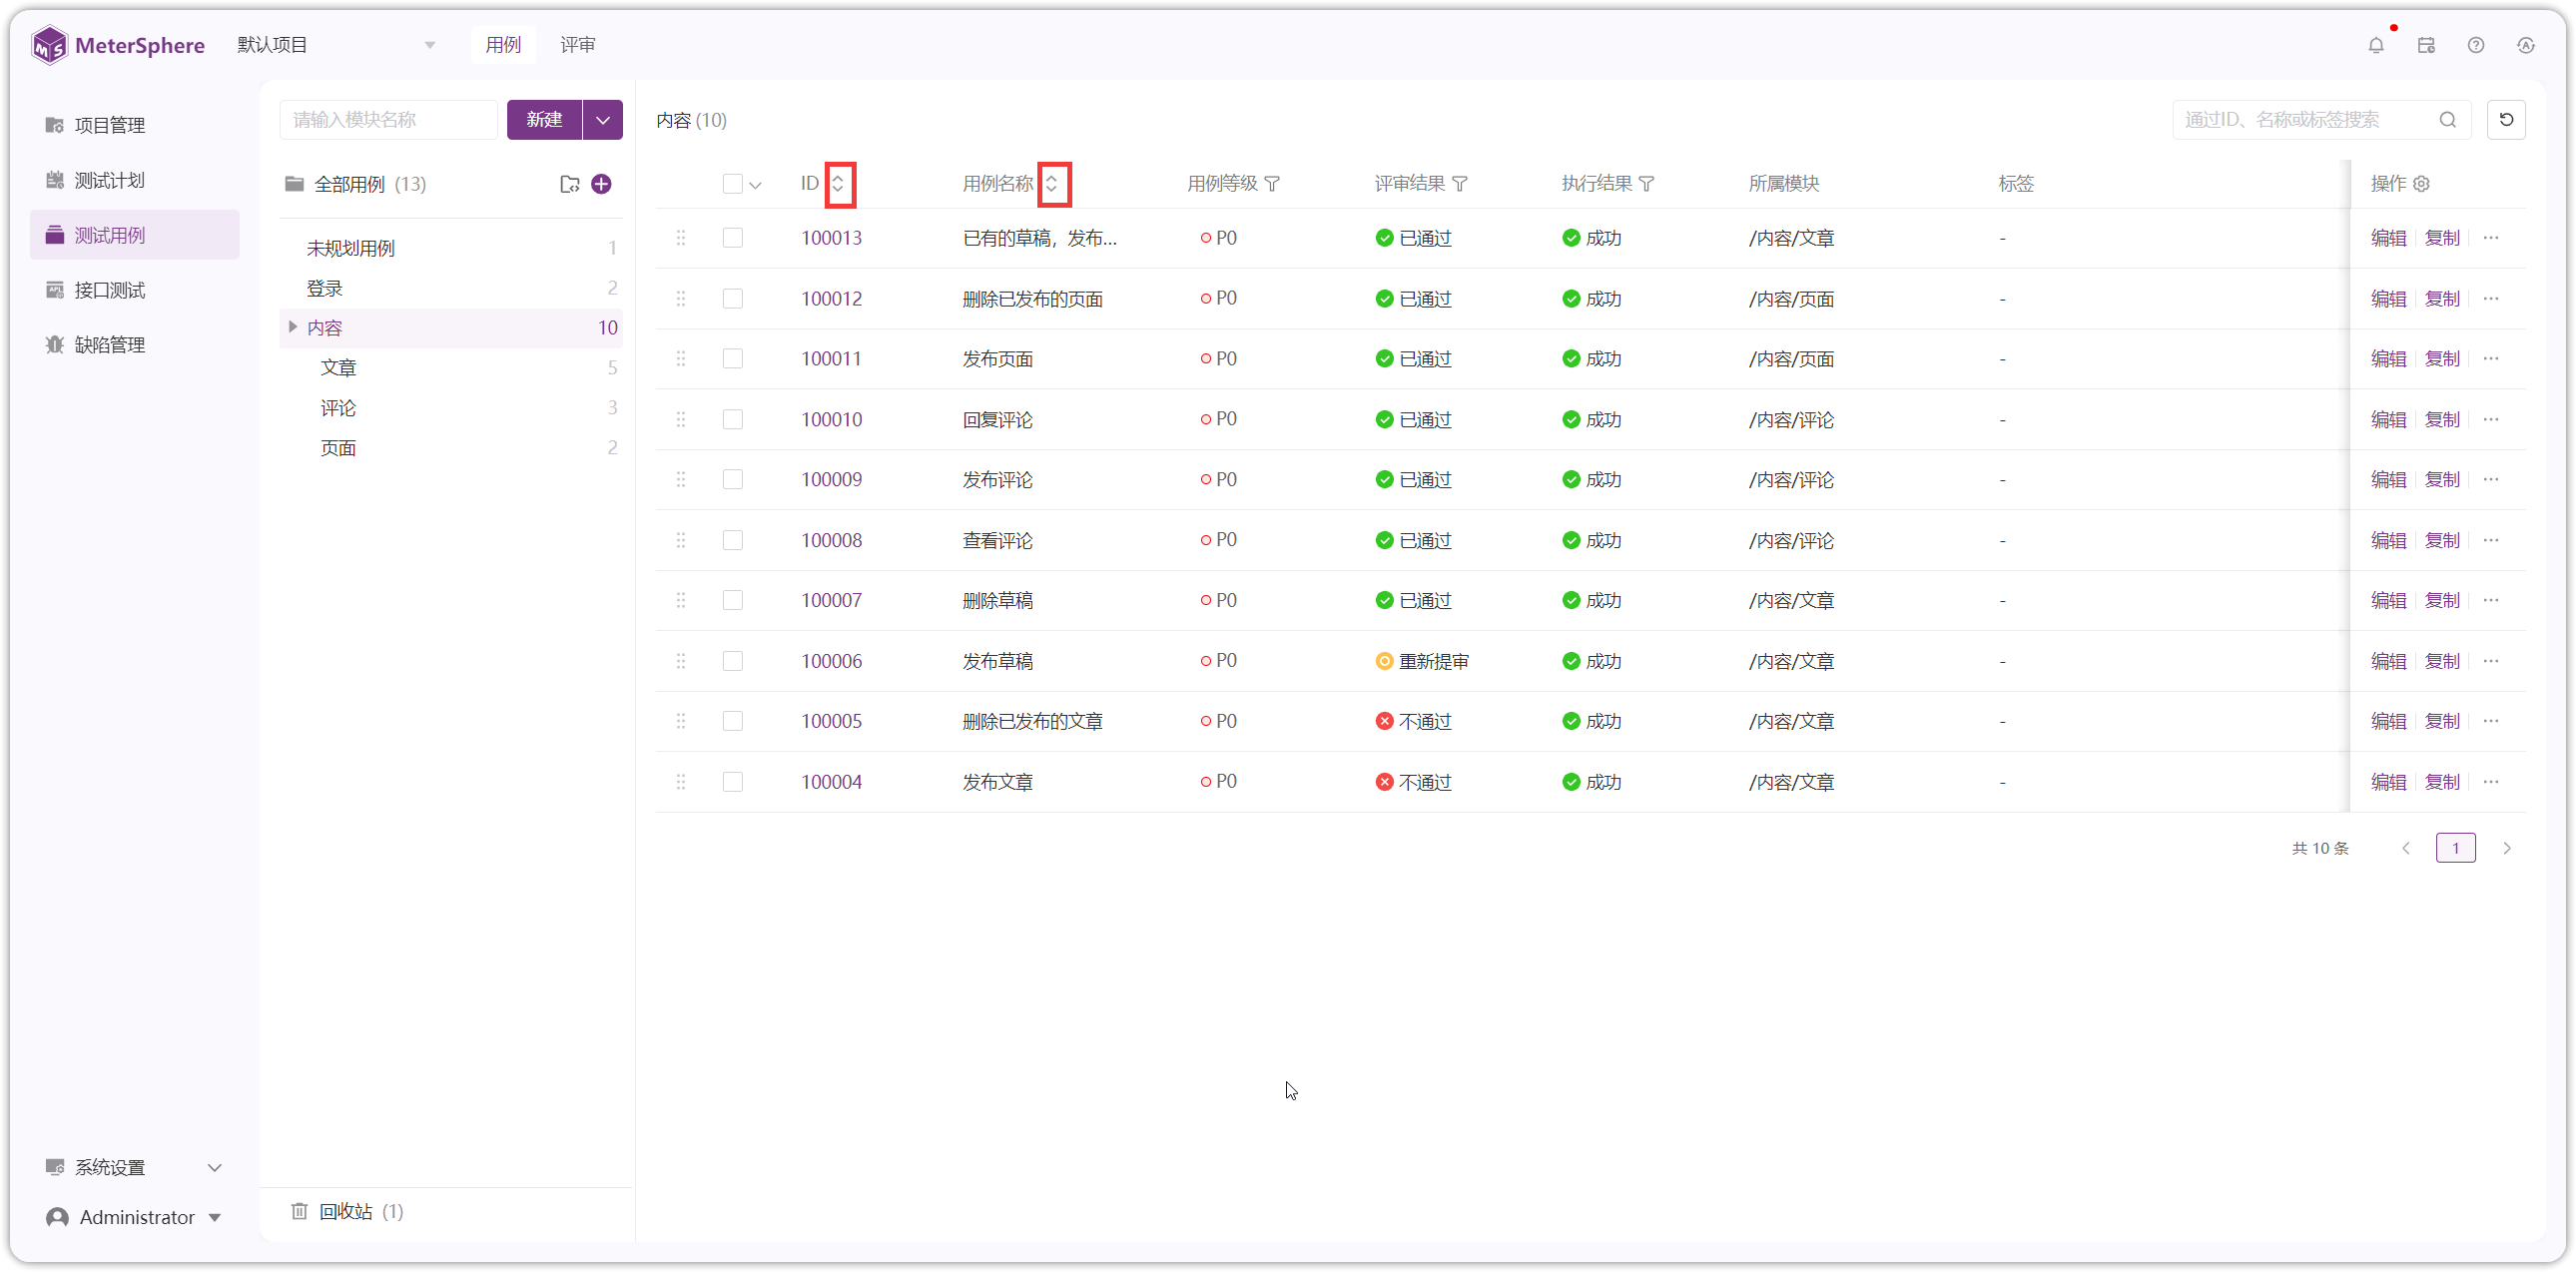 MeterSphere 默认项目 用例 评审
项目管理
测试计划
测试用例
接口测试
缺陷管理
系统设置
Administrator
请输入模块名称 新建
全部用例 (13)
未规划用例 1
登录 2
内容 10
文章 5
评论 3
页面 2
回收站 (1)
内容 (10) 通过ID、名称或标签搜索
ID 用例名称 用例等级 评审结果 执行结果 所属模块 标签 操作
100013 已有的草稿，发布... P0 已通过 成功 /内容/文章 - 编辑 复制 ...
100012 删除已发布的页面 P0 已通过 成功 /内容/页面 - 编辑 复制 ...
100011 发布页面 P0 已通过 成功 /内容/页面 - 编辑 复制 ...
100010 回复评论 P0 已通过 成功 /内容/评论 - 编辑 复制 ...
100009 发布评论 P0 已通过 成功 /内容/评论 - 编辑 复制 ...
100008 查看评论 P0 已通过 成功 /内容/评论 - 编辑 复制 ...
100007 删除草稿 P0 已通过 成功 /内容/文章 - 编辑 复制 ...
100006 发布草稿 P0 重新提审 成功 /内容/文章 - 编辑 复制 ...
100005 删除已发布的文章 P0 不通过 成功 /内容/文章 - 编辑 复制 ...
100004 发布文章 P0 不通过 成功 /内容/文章 - 编辑 复制 ...
共 10 条 1